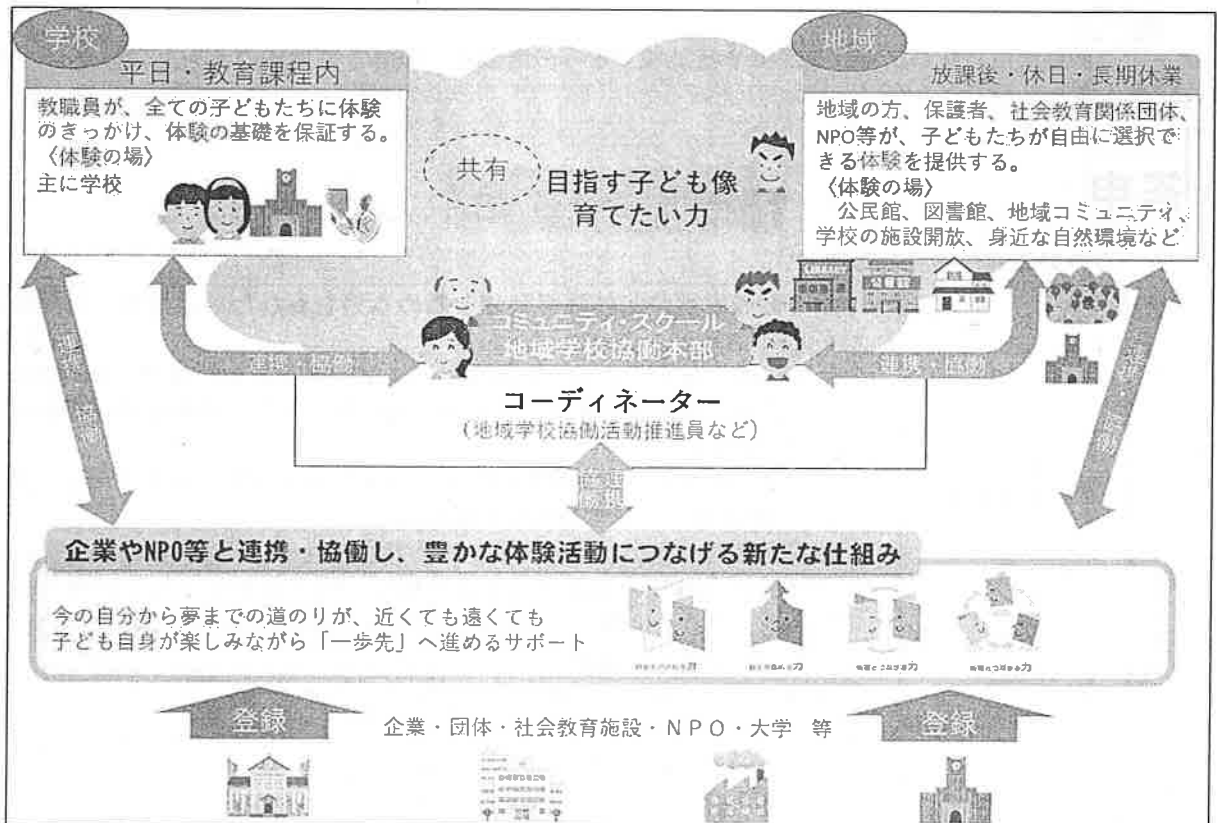 学校
平日・教育課程内
教職員が、全ての子どもたちに体験
のきっかけ、体験の基礎を保証する。
〈体験の場〉
主に学校
共有
目指す子ども像
育てたい力
地域
放課後・休日・長期休業
地域の方、保護者、社会教育関係団体、
NPO等が、子どもたちが自由に選択で
きる体験を提供する。
〈体験の場〉
公民館、図書館、地域コミュニティ、
学校の施設開放、身近な自然環境など
LIBRARY
公民館
コミュニティ・スクール
地域学校協働本部
連携・協働
連携・協働
連携・協働
連携・協働
コーディネーター
(地域学校協働活動推進員など)
連携
協働
企業やNPO等と連携・協働し、豊かな体験活動につなげる新たな仕組み
今の自分から夢までの道のりが、近くても遠くても
子ども自身が楽しみながら「一歩先」へ進めるサポート
登録
企業・団体・社会教育施設・NPO・大学 等
登録